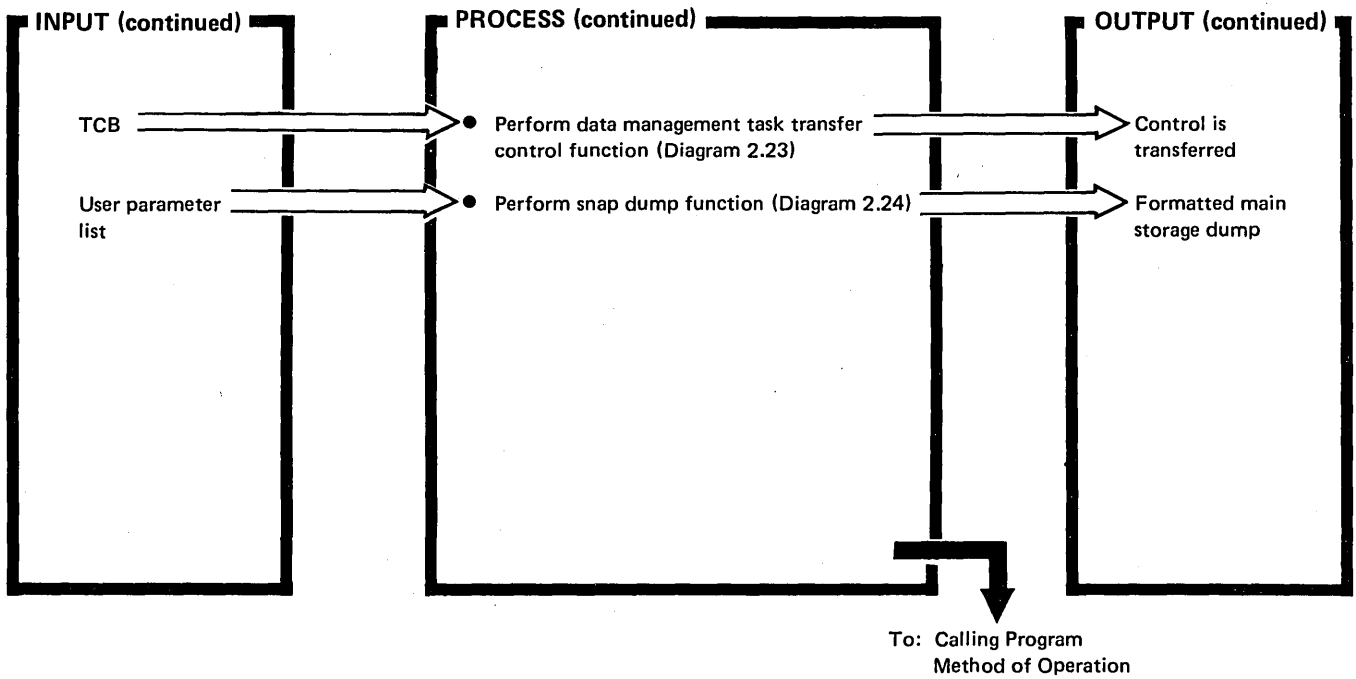 INPUT (continued)
PROCESS (continued)
OUTPUT (continued)
TCB
● Perform data management task transfer
control function (Diagram 2.23)
Control is
transferred
User parameter
list
● Perform snap dump function (Diagram 2.24)
Formatted main
storage dump
To: Calling Program
Method of Operation